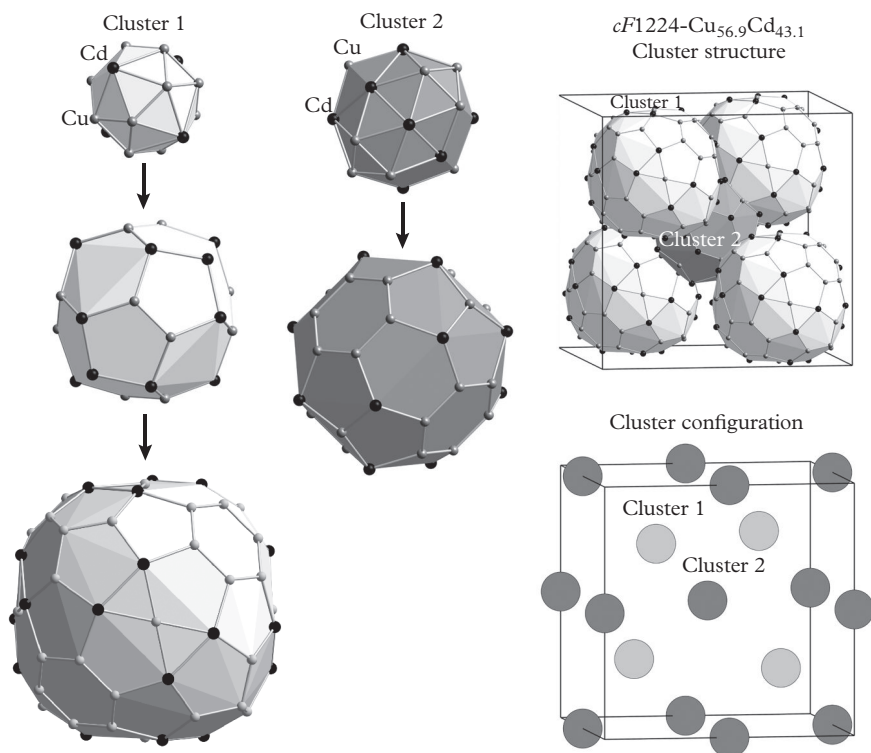 Cluster 1
Cd
Cu
Cluster 2
Cu
Cd
cF1224-Cu56.9Cd43.1
Cluster structure
Cluster 1
Cluster 2
Cluster configuration
Cluster 1
Cluster 2